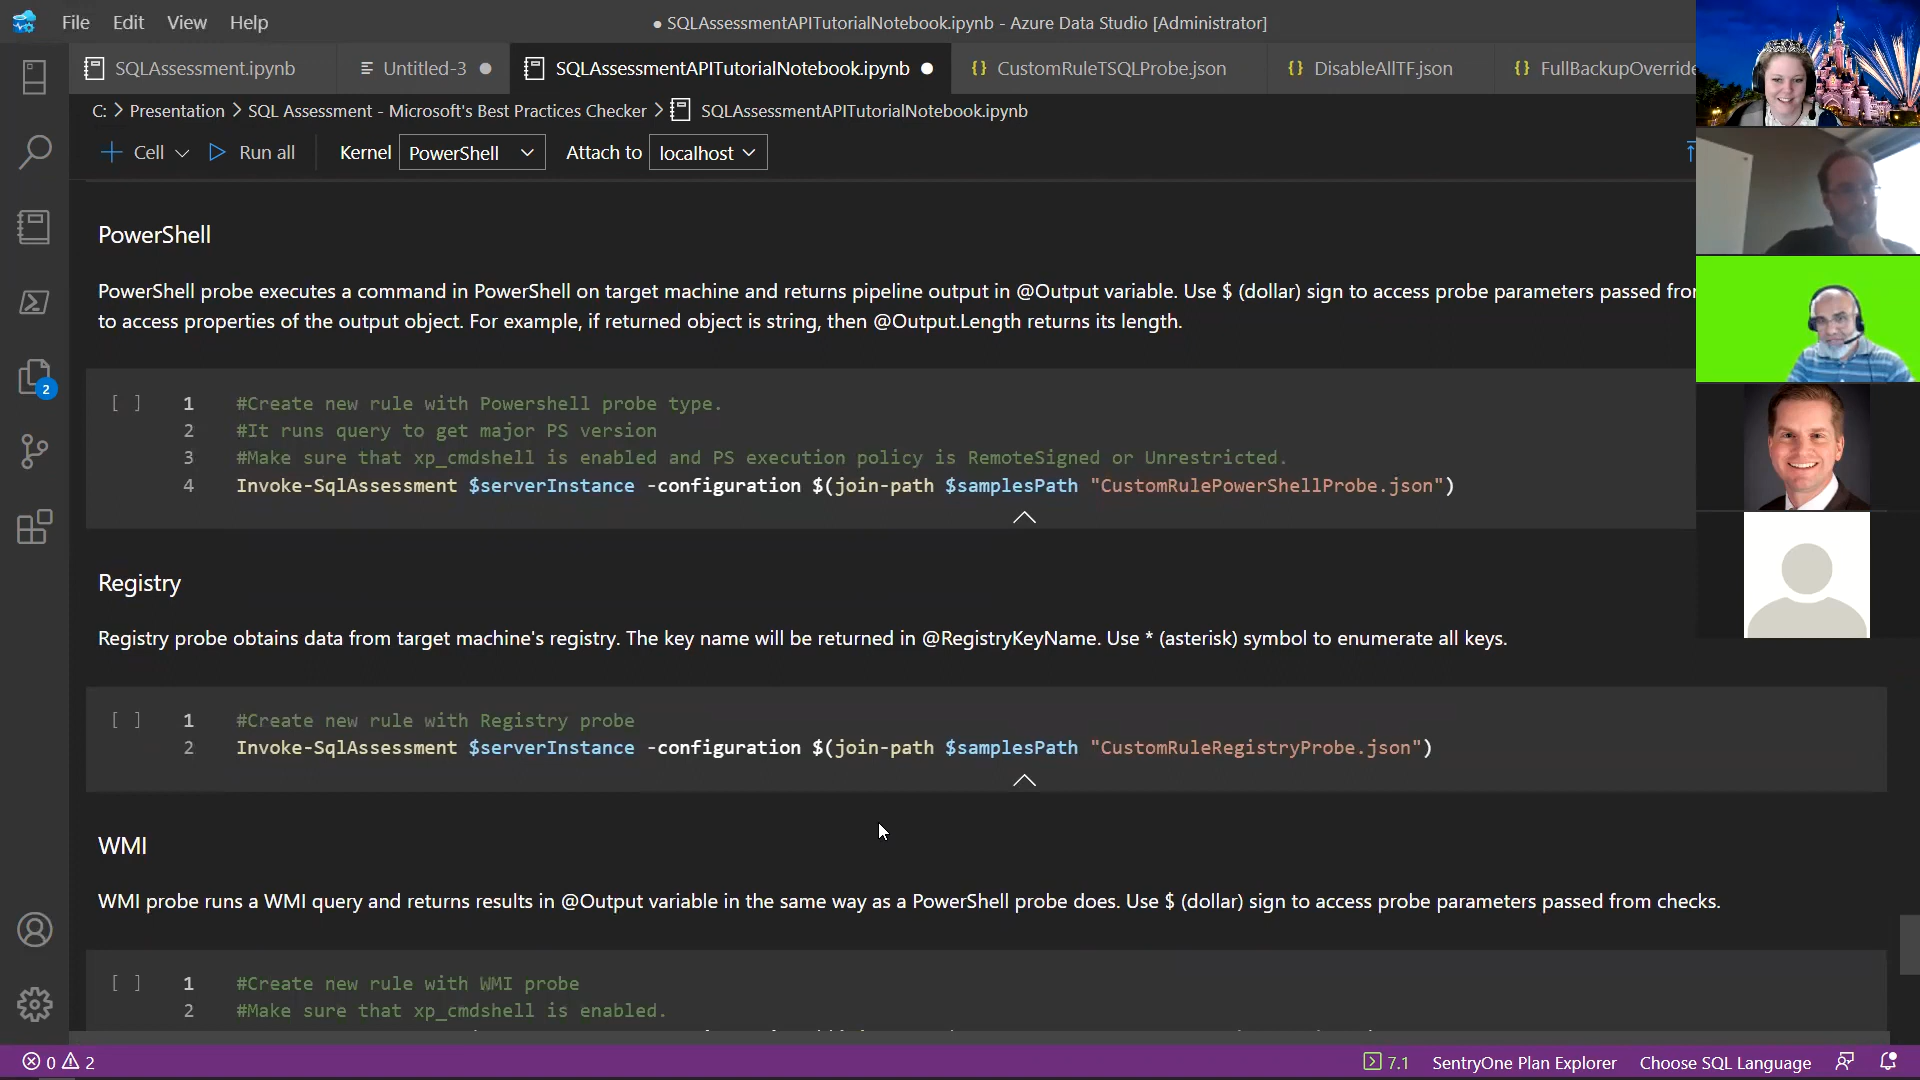 File Edit View Help
● SQLAssessmentAPITutorialNotebook.ipynb - Azure Data Studio [Administrator]
SQLAssessment.ipynb
Untitled-3 ●
SQLAssessmentAPITutorialNotebook.ipynb ●
{} CustomRuleTSQLProbe.json
{} DisableAllTF.json
{} FullBackupOverride
C: > Presentation > SQL Assessment - Microsoft's Best Practices Checker > SQLAssessmentAPITutorialNotebook.ipynb
+ Cell Run all Kernel PowerShell Attach to localhost
PowerShell
PowerShell probe executes a command in PowerShell on target machine and returns pipeline output in @Output variable. Use $ (dollar) sign to access probe parameters passed from
to access properties of the output object. For example, if returned object is string, then @Output.Length returns its length.
[ ] 1 #Create new rule with Powershell probe type.
2 #It runs query to get major PS version
3 #Make sure that xp_cmdshell is enabled and PS execution policy is RemoteSigned or Unrestricted.
4 Invoke-SqlAssessment $serverInstance -configuration $(join-path $samplesPath "CustomRulePowerShellProbe.json")
Registry
Registry probe obtains data from target machine's registry. The key name will be returned in @RegistryKeyName. Use * (asterisk) symbol to enumerate all keys.
[ ] 1 #Create new rule with Registry probe
2 Invoke-SqlAssessment $serverInstance -configuration $(join-path $samplesPath "CustomRuleRegistryProbe.json")
WMI
WMI probe runs a WMI query and returns results in @Output variable in the same way as a PowerShell probe does. Use $ (dollar) sign to access probe parameters passed from checks.
[ ] 1 #Create new rule with WMI probe
2 #Make sure that xp_cmdshell is enabled.
2
0 2
7.1 SentryOne Plan Explorer Choose SQL Language